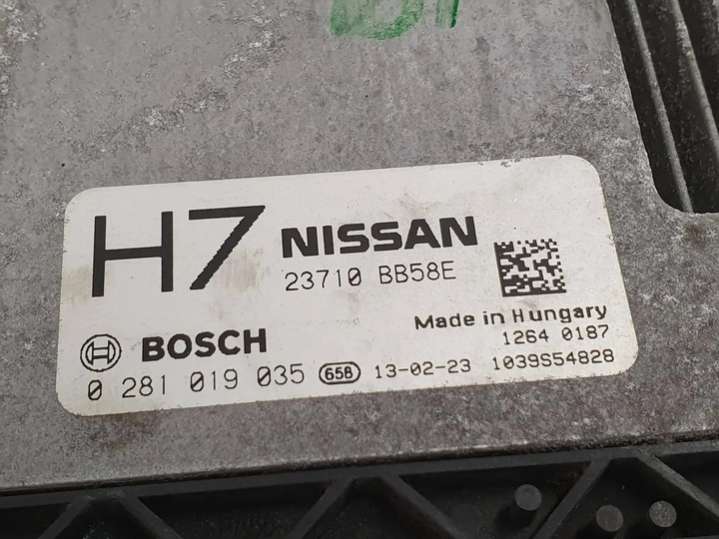 H7 NISSAN
23710 BB58E
Made in Hungary
BOSCH
1264 0187
0 281 019 035 658 13-02-23 1039S54828